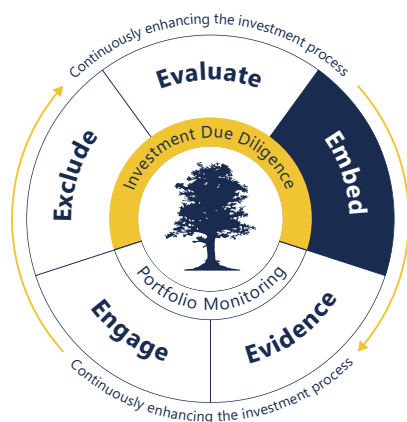 Continuously enhancing the investment process
Evaluate
Embed
Evidence
Engage
Exclude
Investment Due Diligence
Portfolio Monitoring
Continuously enhancing the investment process